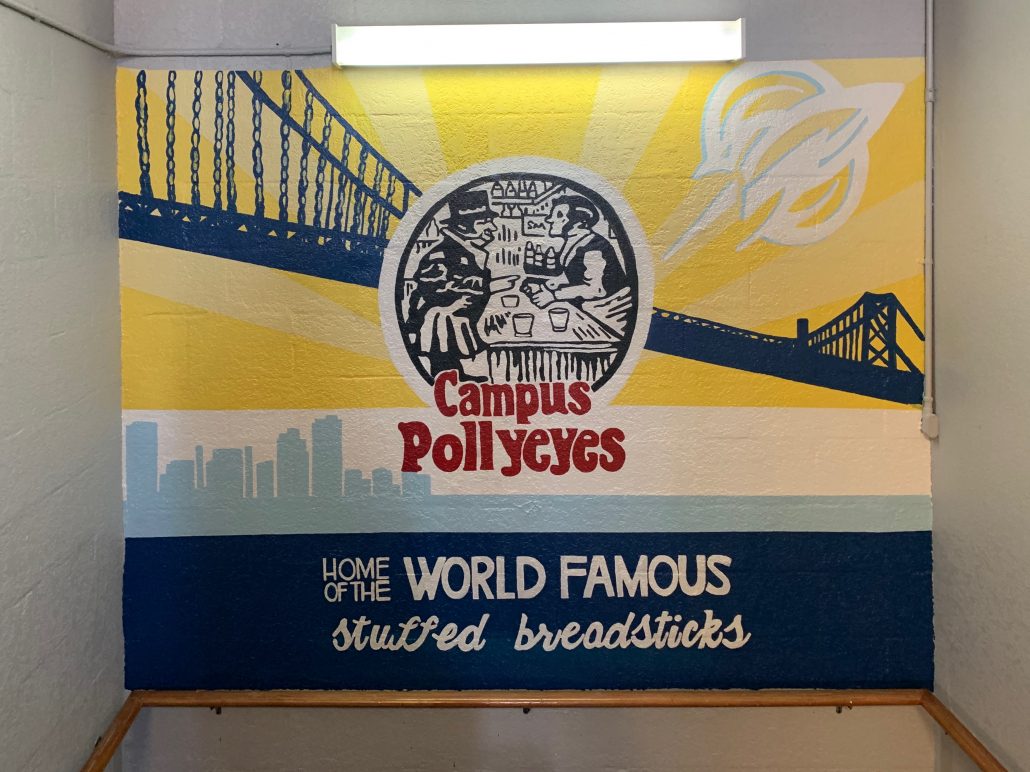 Campus
Pollyeyes
HOME
OF THE
WORLD FAMOUS
stuffed breadsticks